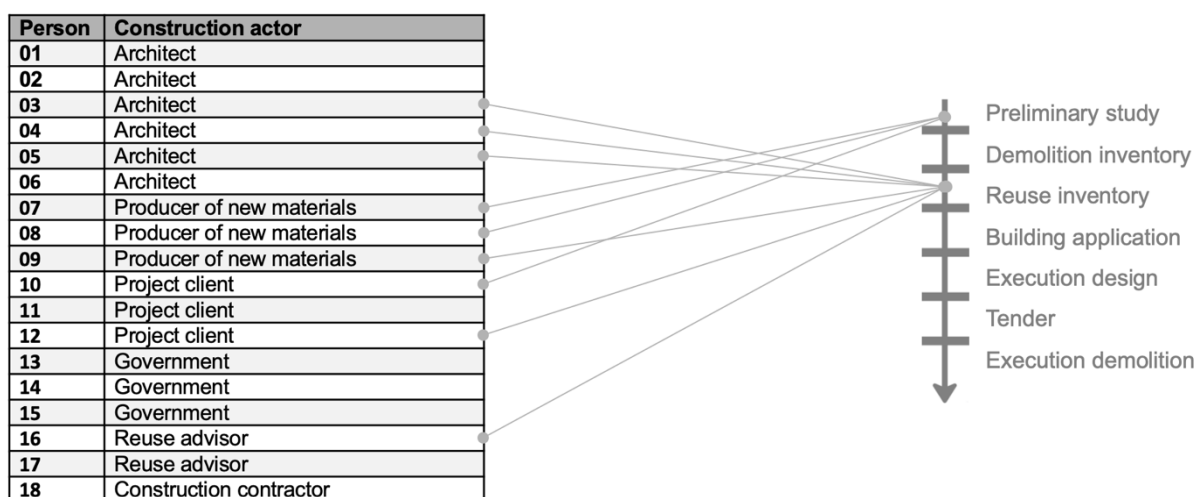 Person Construction actor
01 Architect
02 Architect
03 Architect
04 Architect
05 Architect
06 Architect
07 Producer of new materials
08 Producer of new materials
09 Producer of new materials
10 Project client
11 Project client
12 Project client
13 Government
14 Government
15 Government
16 Reuse advisor
17 Reuse advisor
18 Construction contractor
Preliminary study
Demolition inventory
Reuse inventory
Building application
Execution design
Tender
Execution demolition